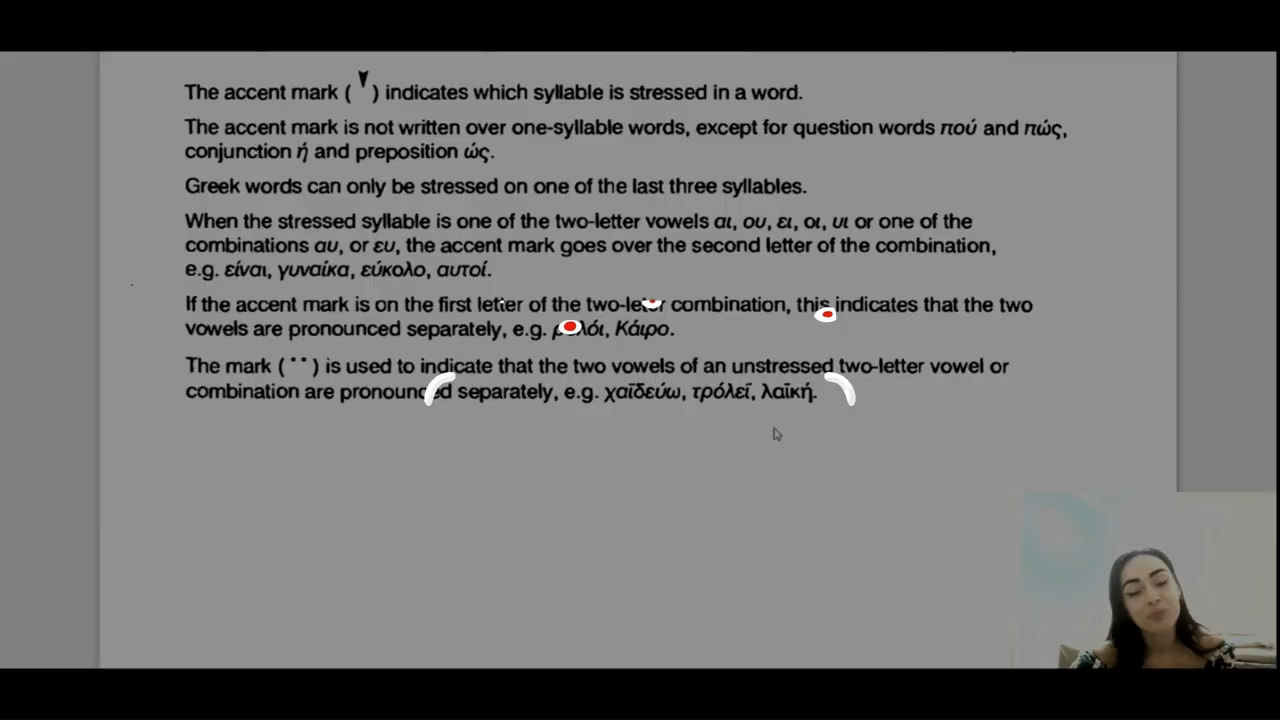 The accent mark ( ΄ ) indicates which syllable is stressed in a word.
The accent mark is not written over one-syllable words, except for question words πού and πώς,
conjunction ή and preposition ώς.
Greek words can only be stressed on one of the last three syllables.
When the stressed syllable is one of the two-letter vowels αι, ου, ει, οι, υι or one of the
combinations αυ, or ευ, the accent mark goes over the second letter of the combination,
e.g. είναι, γυναίκα, εύκολο, αυτοί.
If the accent mark is on the first letter of the two-letter combination, this indicates that the two
vowels are pronounced separately, e.g. ρολόι, Κάιρο.
The mark ( ¨ ) is used to indicate that the two vowels of an unstressed two-letter vowel or
combination are pronounced separately, e.g. χαϊδεύω, τρόλεϊ, λαϊκή.